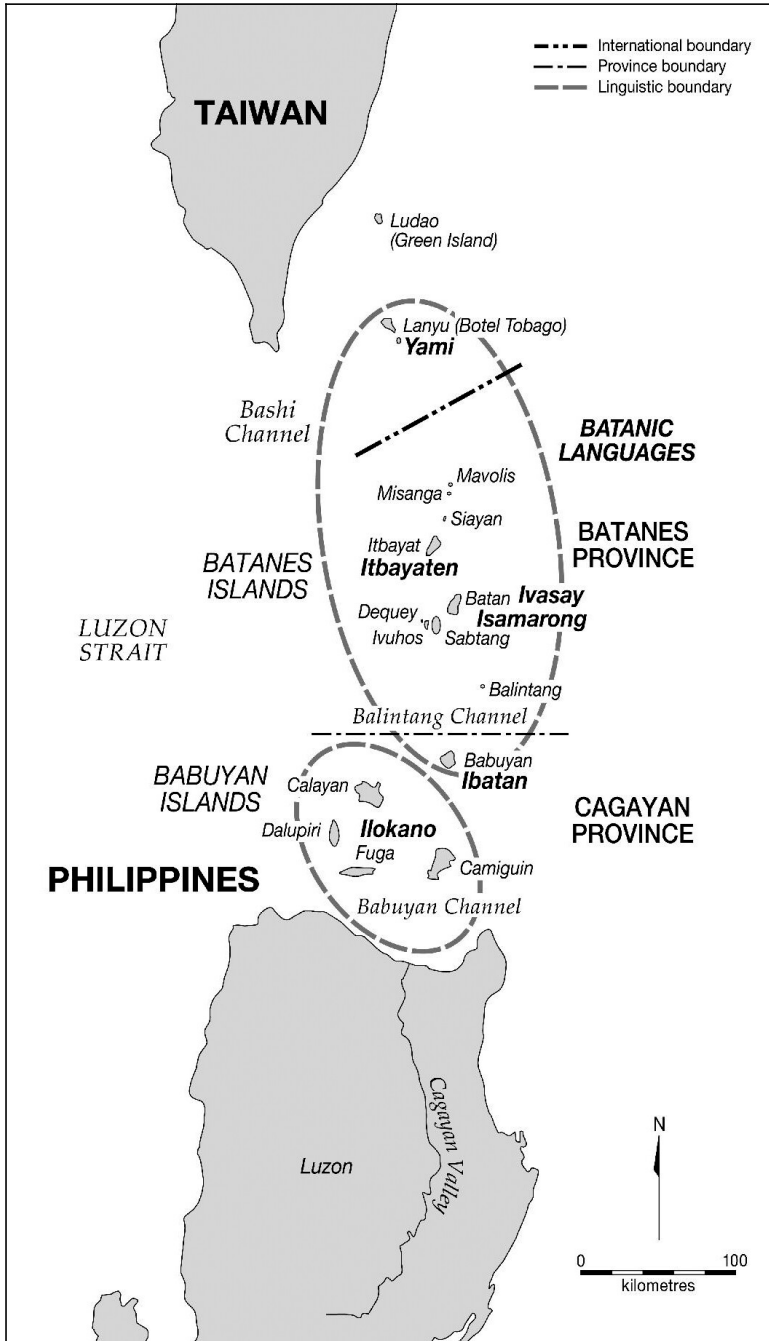 International boundary
Province boundary
Linguistic boundary
TAIWAN
Ludao
(Green Island)
Lanyu (Botel Tobago)
Yami
Bashi
Channel
BATANIC
LANGUAGES
Mavolis
Misanga
Siayan
Itbayat
Itbayaten
BATANES
PROVINCE
BATANES
ISLANDS
Batan
Ivasay
Isamarong
Dequey
Ivuhos
Sabtang
LUZON
STRAIT
Balintang
Balintang Channel
Babuyan
Ibatan
BABUYAN
ISLANDS
Calayan
CAGAYAN
PROVINCE
Dalupiri
Ilokano
Fuga
Camiguin
PHILIPPINES
Babuyan Channel
Cagayan Valley
Luzon
N
0 100
kilometres